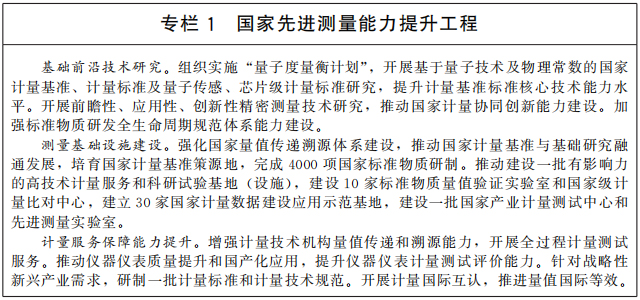 专栏 1 国家先进测量能力提升工程
基础前沿技术研究。组织实施“量子度量衡计划”，开展基于量子技术及物理常数的国家
计量基准、计量标准及量子传感、芯片级计量标准研究，提升计量基准标准核心技术能力水
平。开展前瞻性、应用性、创新性精密测量技术研究，推动国家计量协同创新能力建设。加
强标准物质研发全生命周期规范体系能力建设。
测量基础设施建设。强化国家量值传递溯源体系建设，推动国家计量基准与基础研究融
通发展，培育国家计量基准策源地，完成 4000 项国家标准物质研制。推动建设一批有影响力
的高技术计量服务和科研试验基地（设施），建设 10 家标准物质量值验证实验室和国家级计
量比对中心，建立 30 家国家计量数据建设应用示范基地，建设一批国家产业计量测试中心和
先进测量实验室。
计量服务保障能力提升。增强计量技术机构量值传递和溯源能力，开展全过程计量测试
服务。推动仪器仪表质量提升和国产化应用，提升仪器仪表计量测试评价能力。针对战略性
新兴产业需求，研制一批计量标准和计量技术规范。开展计量国际互认，推进量值国际等效。